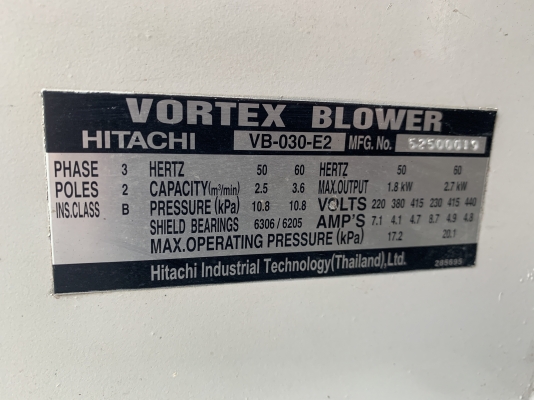 VORTEX BLOWER
HITACHI VB-030-E2 MFG. No. 52500019
PHASE 3 HERTZ 50 60 HERTZ 50 60
POLES 2 CAPACITY(m³/min) 2.5 3.6 MAX.OUTPUT 1.8 kW 2.7 kW
INS.CLASS B PRESSURE (kPa) 10.8 10.8 VOLTS 220 380 415 230 415 440
SHIELD BEARINGS 6306 / 6205 AMP'S 7.1 4.1 4.7 8.7 4.9 4.8
MAX.OPERATING PRESSURE (kPa) 17.2 20.1
Hitachi Industrial Technology(Thailand),Ltd.